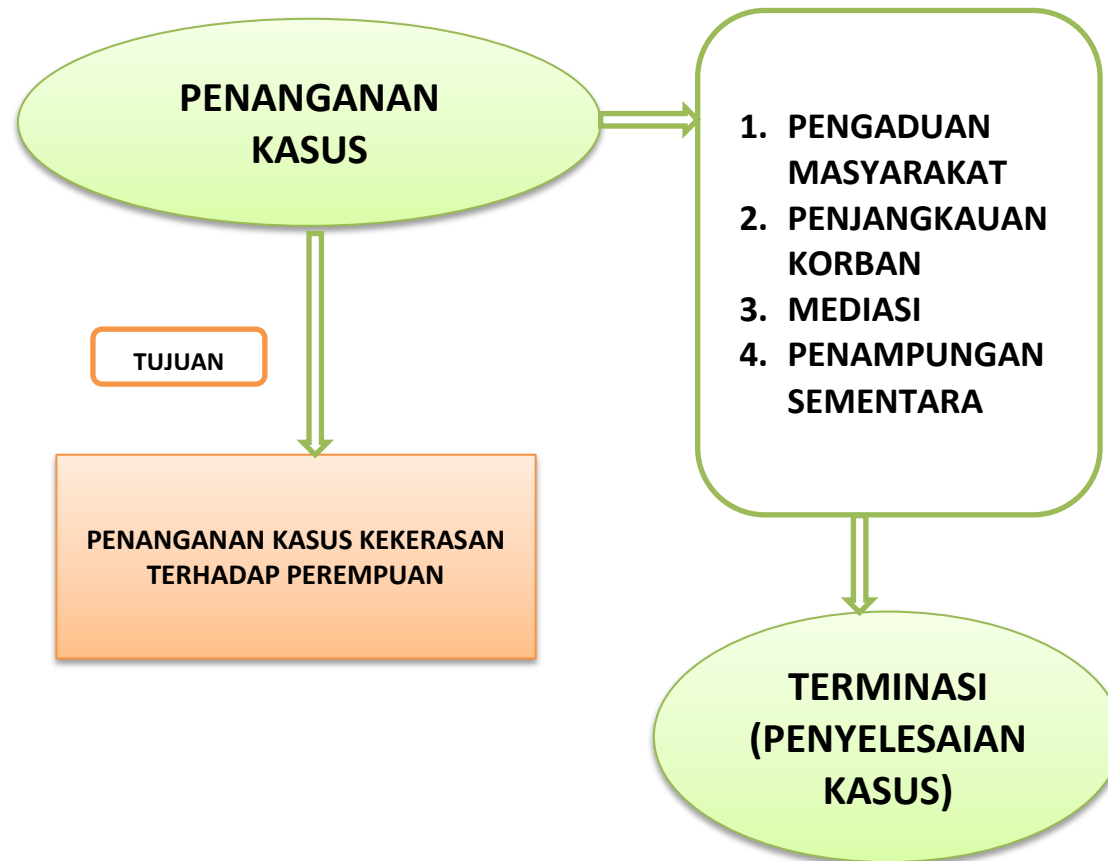 PENANGANAN
KASUS
1. PENGADUAN
MASYARAKAT
2. PENJANGKAUAN
KORBAN
3. MEDIASI
4. PENAMPUNGAN
SEMENTARA
TUJUAN
PENANGANAN KASUS KEKERASAN
TERHADAP PEREMPUAN
TERMINASI
(PENYELESAIAN
KASUS)